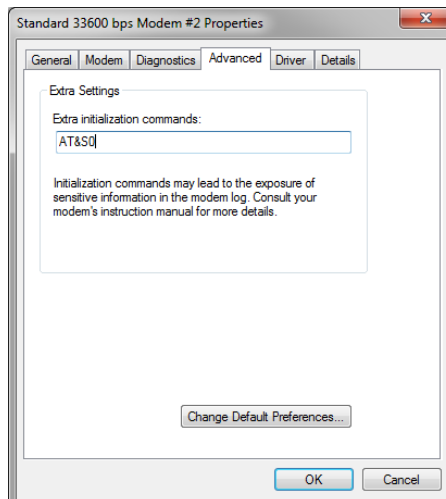 Standard 33600 bps Modem #2 Properties
General Modem Diagnostics Advanced Driver Details
Extra Settings
Extra initialization commands:
AT&S0
Initialization commands may lead to the exposure of
sensitive information in the modem log. Consult your
modem's instruction manual for more details.
Change Default Preferences...
OK Cancel